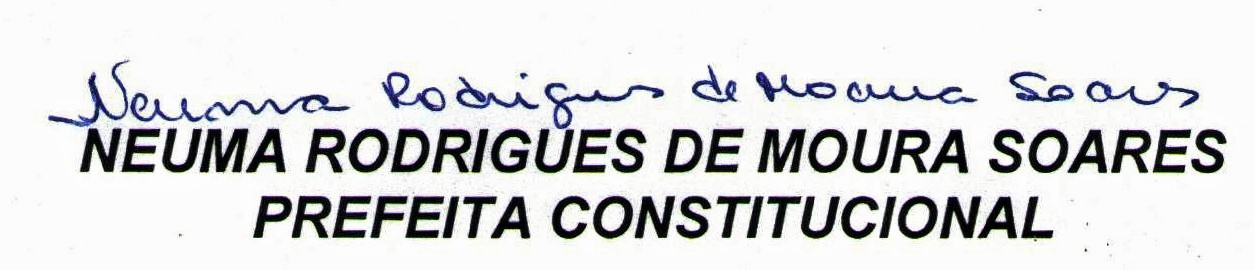 Neuma Rodrigues de Moura Soares
NEUMA RODRIGUES DE MOURA SOARES
PREFEITA CONSTITUCIONAL